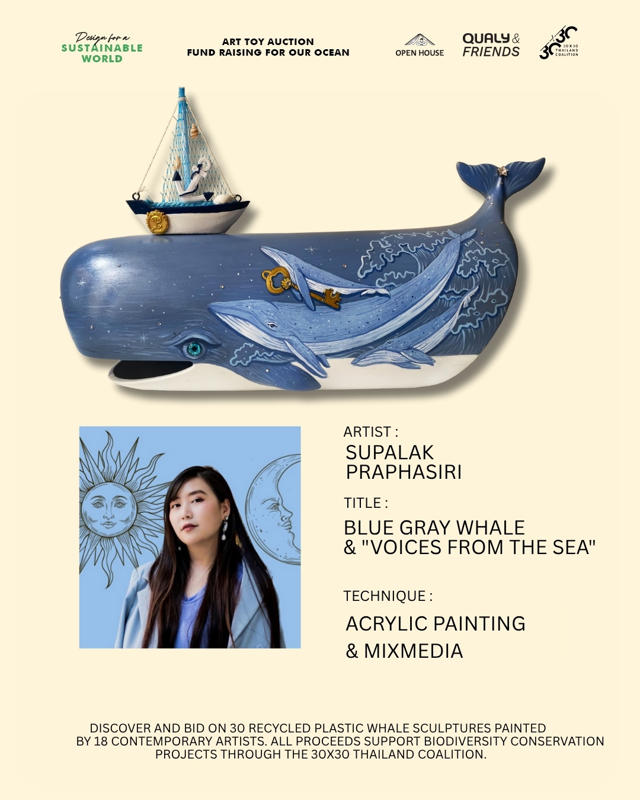 Design for a
SUSTAINABLE
WORLD
ART TOY AUCTION
FUND RAISING FOR OUR OCEAN
OPEN HOUSE
QUALY &
FRIENDS
30X30
THAILAND
COALITION
ARTIST :
SUPALAK
PRAPHASIRI
TITLE :
BLUE GRAY WHALE
& "VOICES FROM THE SEA"
TECHNIQUE :
ACRYLIC PAINTING
& MIXMEDIA
DISCOVER AND BID ON 30 RECYCLED PLASTIC WHALE SCULPTURES PAINTED
BY 18 CONTEMPORARY ARTISTS. ALL PROCEEDS SUPPORT BIODIVERSITY CONSERVATION
PROJECTS THROUGH THE 30X30 THAILAND COALITION.